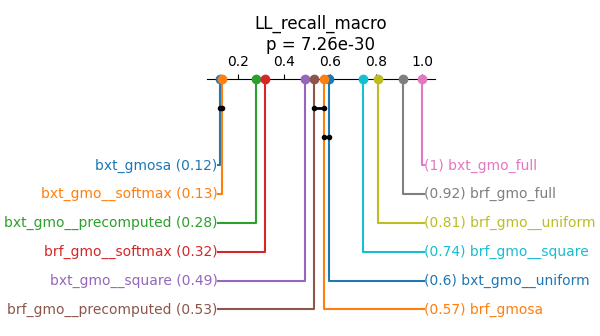 LL_recall_macro
p = 7.26e-30
0.2 0.4 0.6 0.8 1.0
bxt_gmosa (0.12)
(1) bxt_gmo_full
bxt_gmo__softmax (0.13)
(0.92) brf_gmo_full
bxt_gmo__precomputed (0.28)
(0.81) brf_gmo__uniform
brf_gmo__softmax (0.32)
(0.74) brf_gmo__square
bxt_gmo__square (0.49)
(0.6) bxt_gmo__uniform
brf_gmo__precomputed (0.53)
(0.57) brf_gmosa